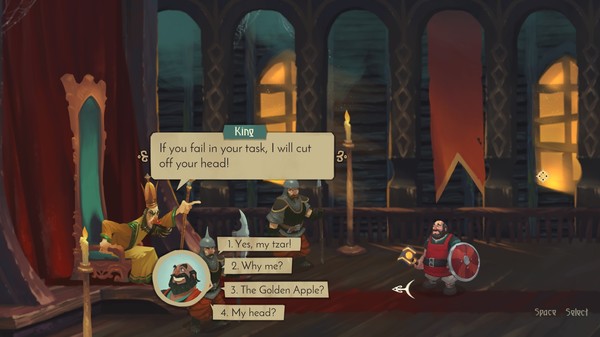 King
If you fail in your task, I will cut
off your head!
1. Yes, my tzar!
2. Why me?
3. The Golden Apple?
4. My head?
Space Select